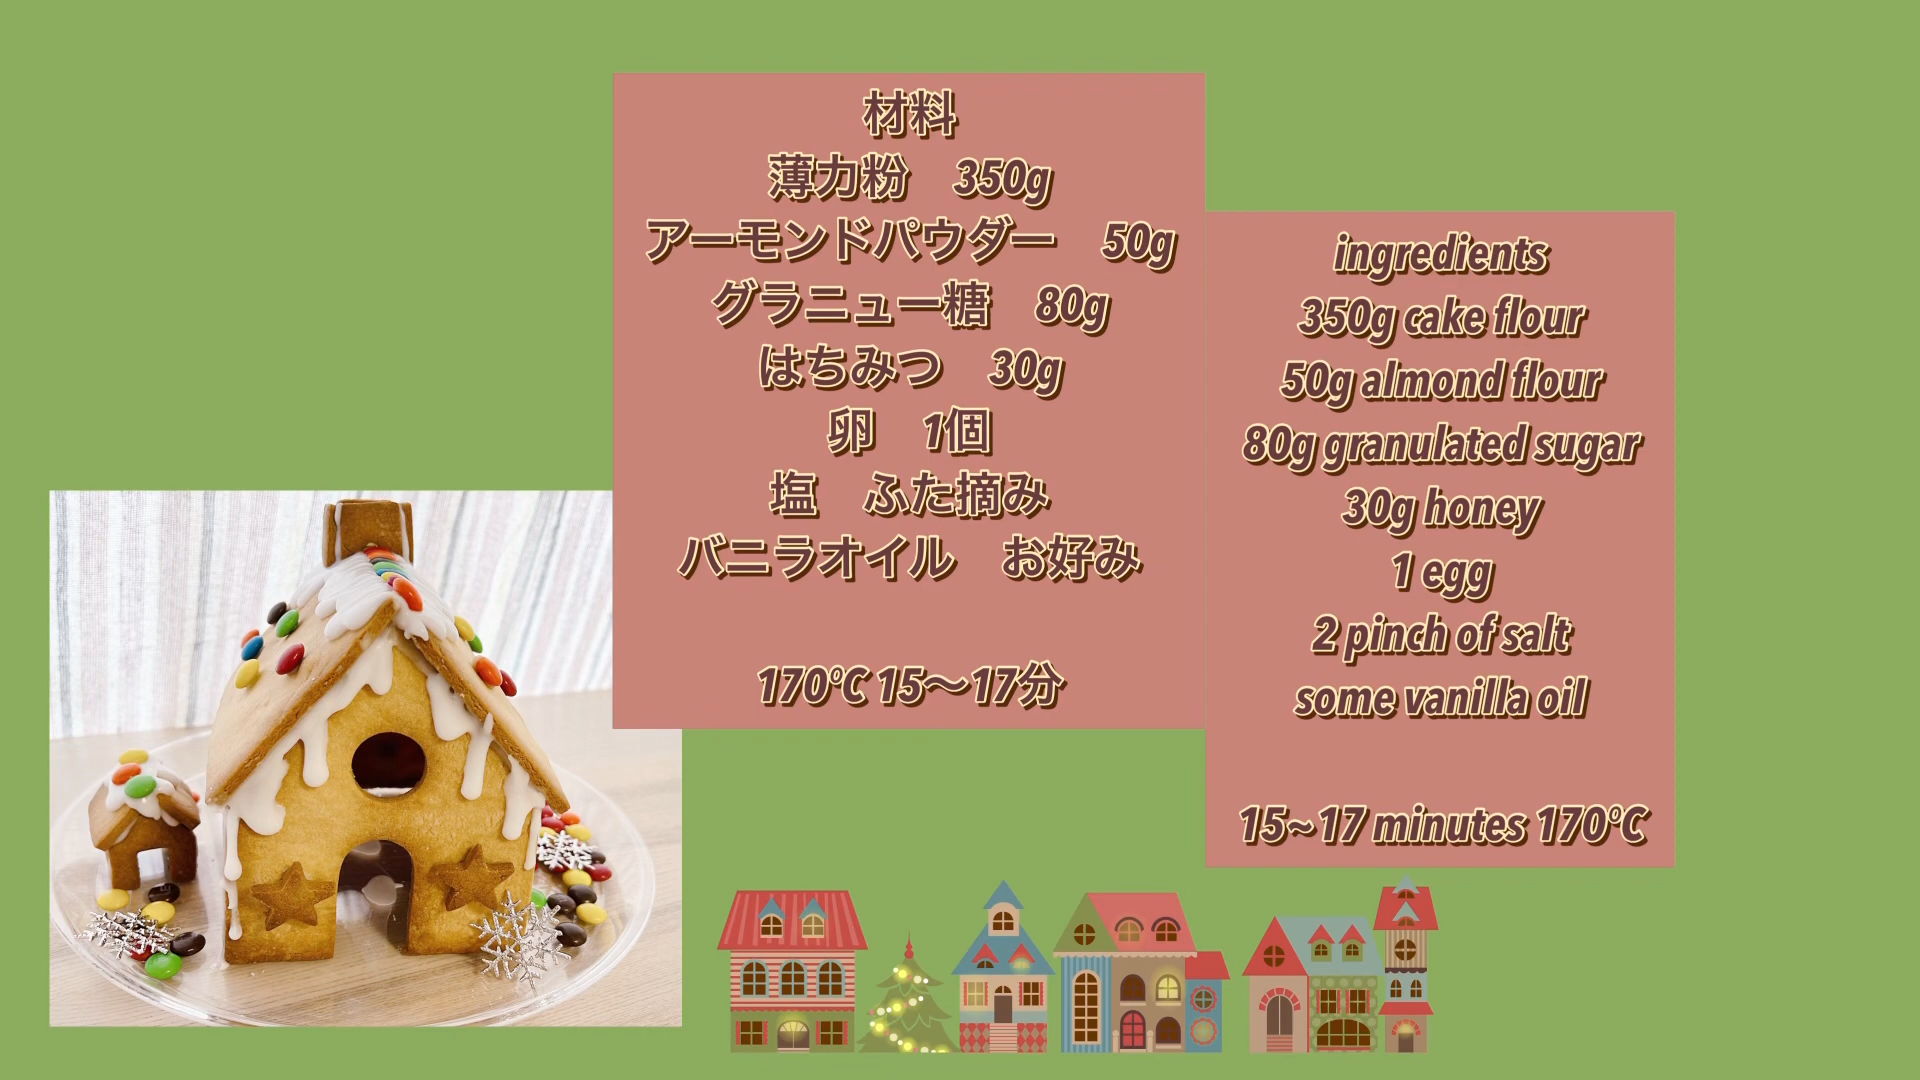 材料
薄力粉　350g
アーモンドパウダー　50g
グラニュー糖　80g
はちみつ　30g
卵　1個
塩　ふた摘み
バニラオイル　お好み
170℃ 15〜17分
ingredients
350g cake flour
50g almond flour
80g granulated sugar
30g honey
1 egg
2 pinch of salt
some vanilla oil
15~17 minutes 170℃